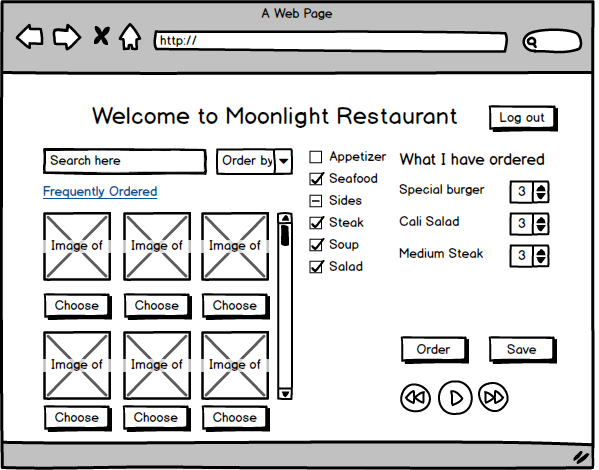 A Web Page
http://
Welcome to Moonlight Restaurant
Log out
Search here
Order by
Frequently Ordered
Image of
Image of
Image of
Choose
Choose
Choose
Image of
Image of
Image of
Choose
Choose
Choose
Appetizer
Seafood
Sides
Steak
Soup
Salad
What I have ordered
Special burger 3
Cali Salad 3
Medium Steak 3
Order
Save